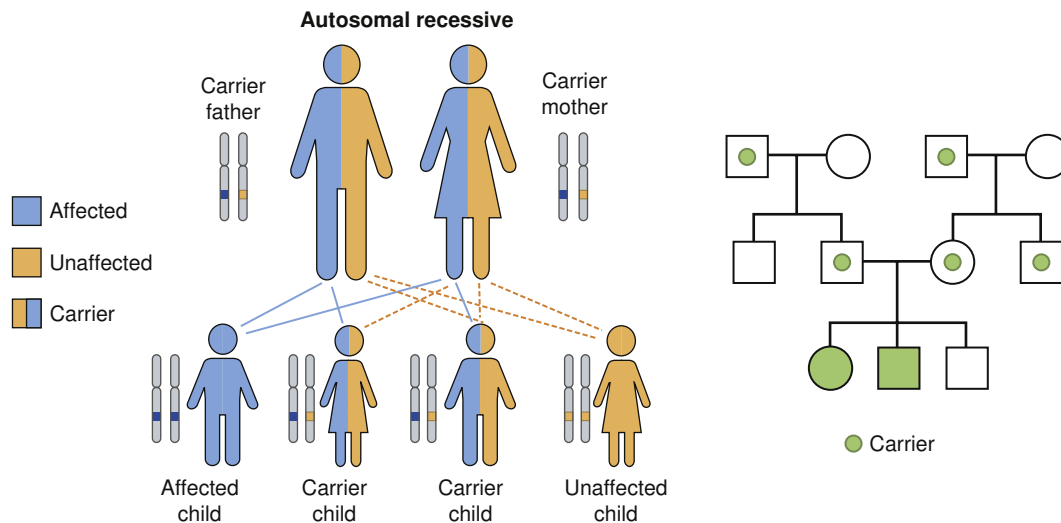 Autosomal recessive
Carrier
father
Carrier
mother
Affected
Unaffected
Carrier
Affected
child
Carrier
child
Carrier
child
Unaffected
child
Carrier